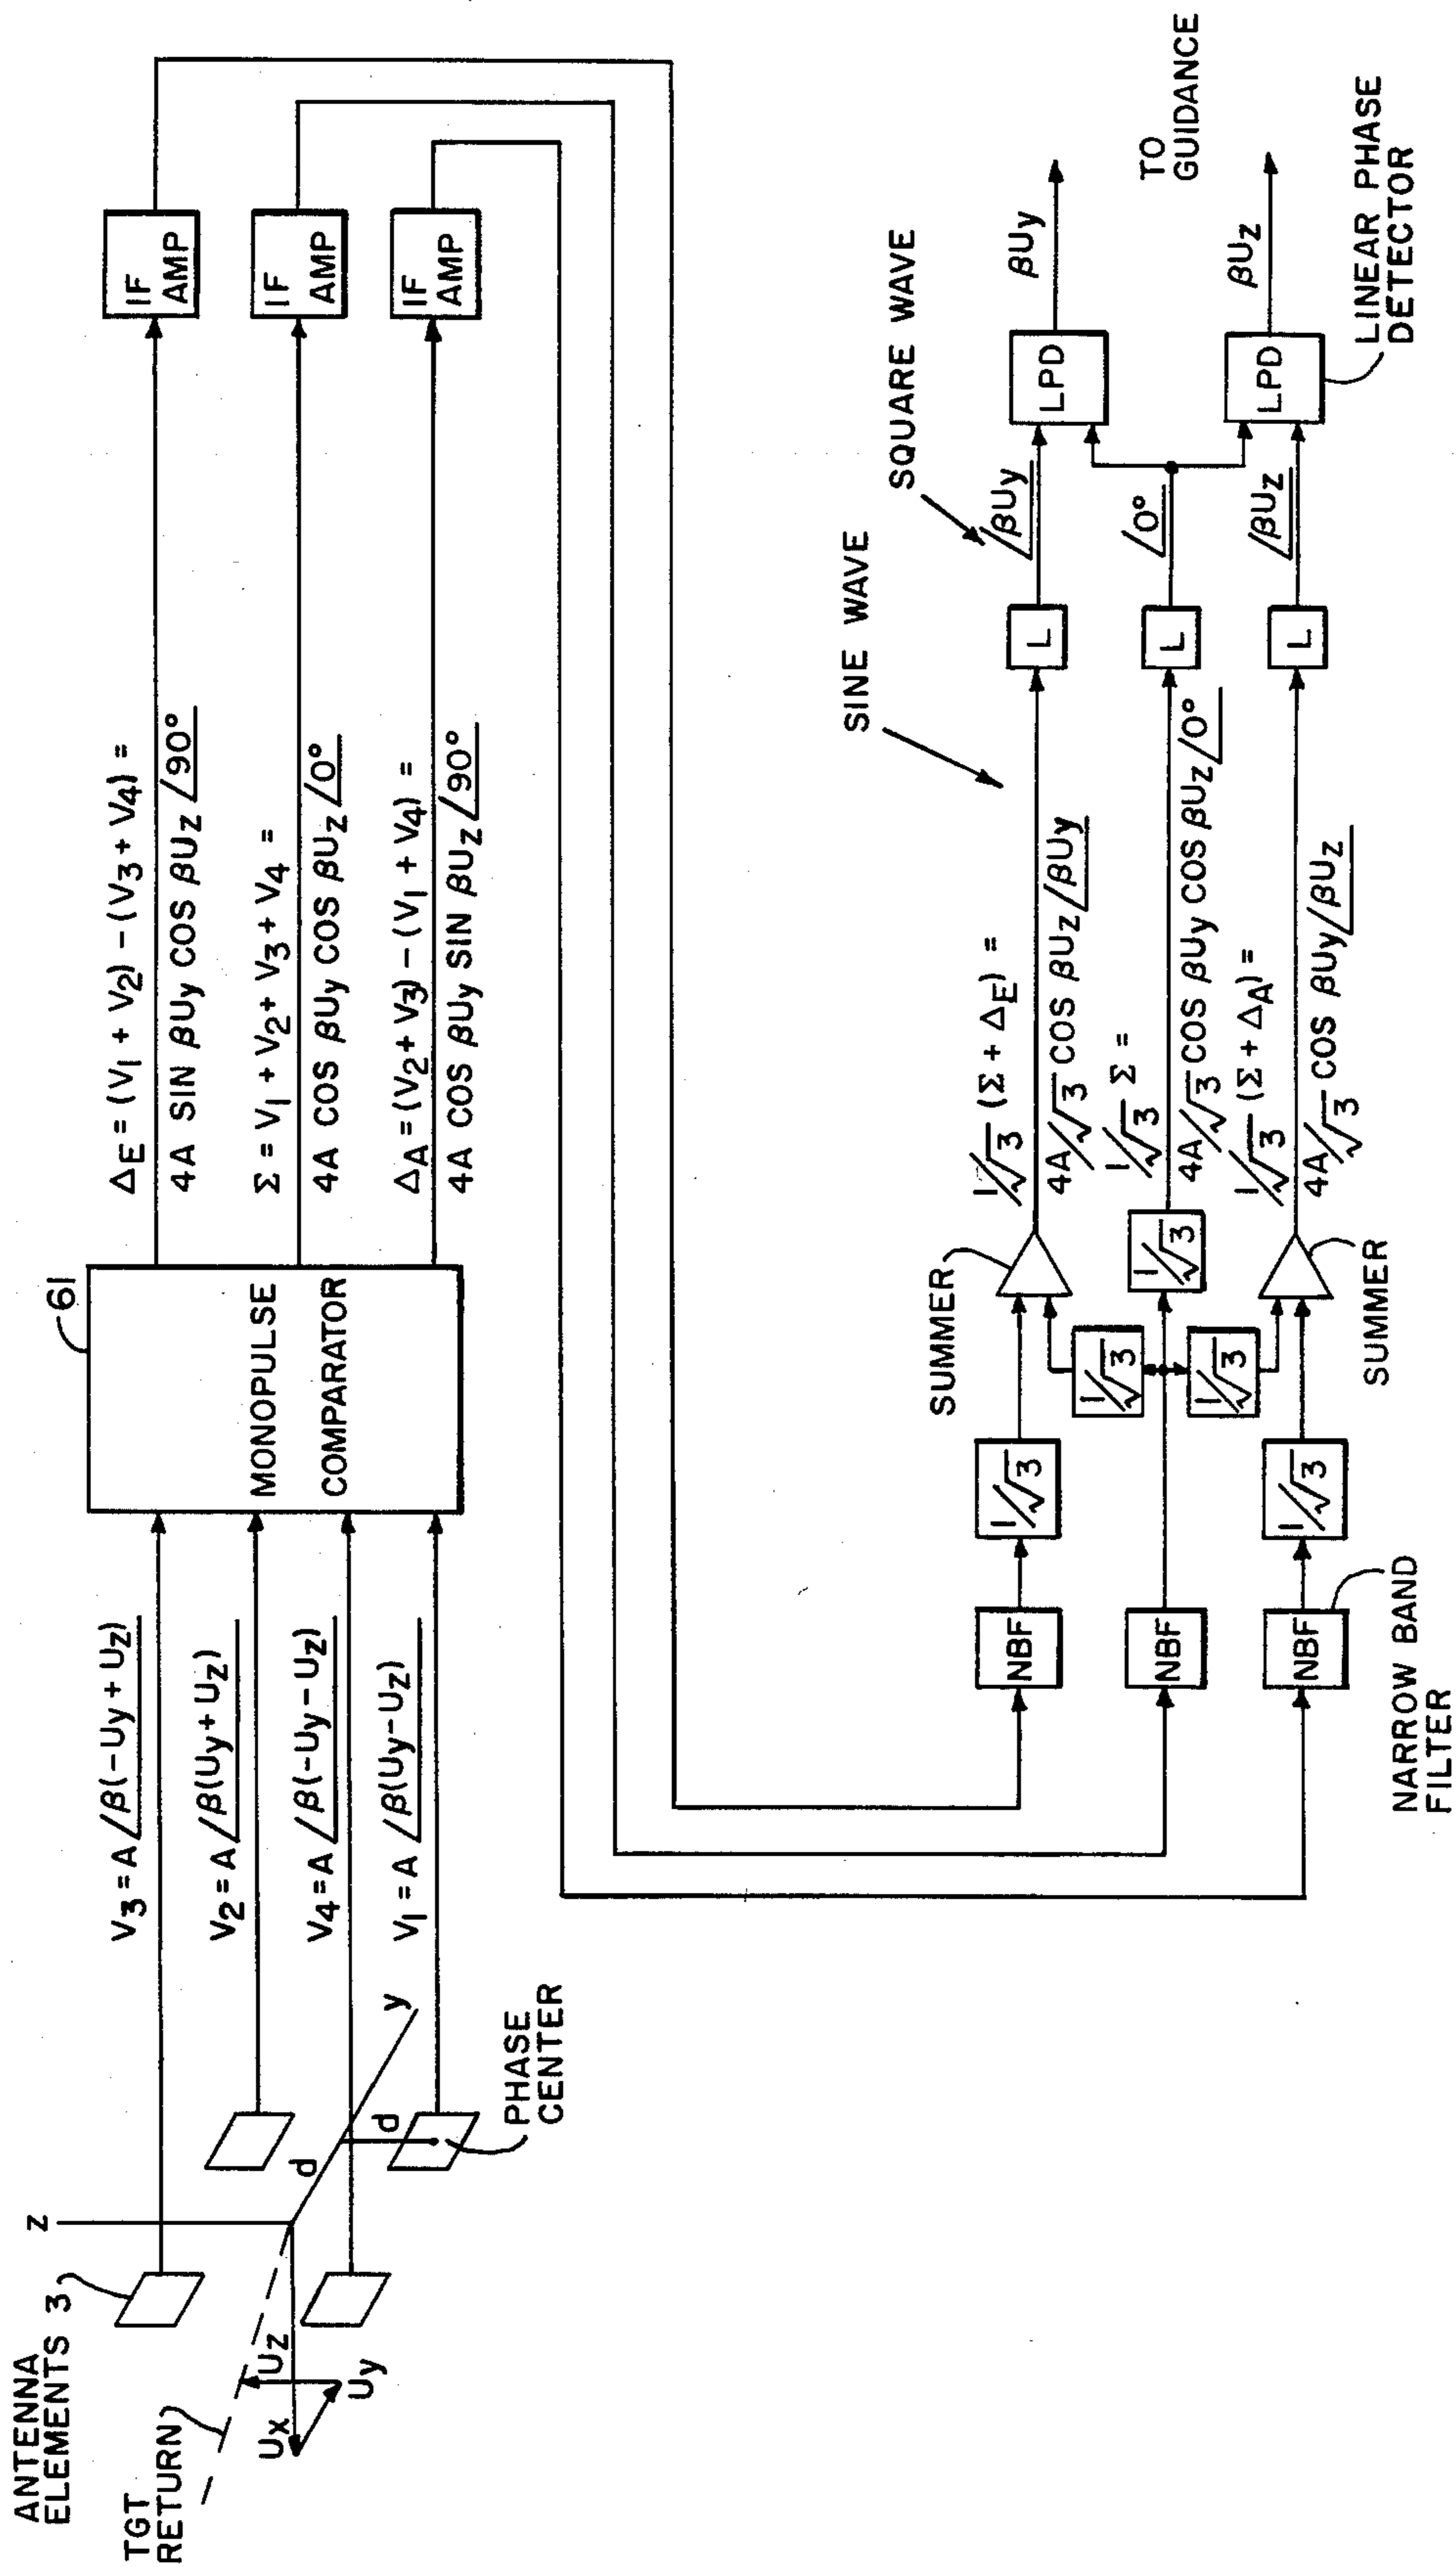 ANTENNA
ELEMENTS 3
TGT
RETURN
z
y
d
d
Ux
Uz
Uy
PHASE
CENTER
V3 = A ∠β(-Uy + Uz)
V2 = A ∠β(Uy + Uz)
V4 = A ∠β(-Uy - Uz)
V1 = A ∠β(Uy - Uz)
61
MONOPULSE
COMPARATOR
ΔE = (V1 + V2) - (V3 + V4) =
4A SIN βUy COS βUz ∠90°
Σ = V1 + V2 + V3 + V4 =
4A COS βUy COS βUz ∠0°
ΔA = (V2 + V3) - (V1 + V4) =
4A COS βUy SIN βUz ∠90°
IF
AMP
IF
AMP
IF
AMP
NBF
NBF
NBF
NARROW BAND
FILTER
1/√3
1/√3
1/√3
1/√3
1/√3
SUMMER
SUMMER
1/√3 (Σ + ΔE) =
4A/√3 COS βUz ∠βUy
1/√3 Σ =
4A/√3 COS βUy COS βUz ∠0°
1/√3 (Σ + ΔA) =
4A/√3 COS βUy ∠βUz
SINE WAVE
SQUARE WAVE
L
L
L
∠βUy
∠0°
∠βUz
LPD
LPD
βUy
βUz
TO
GUIDANCE
LINEAR PHASE
DETECTOR